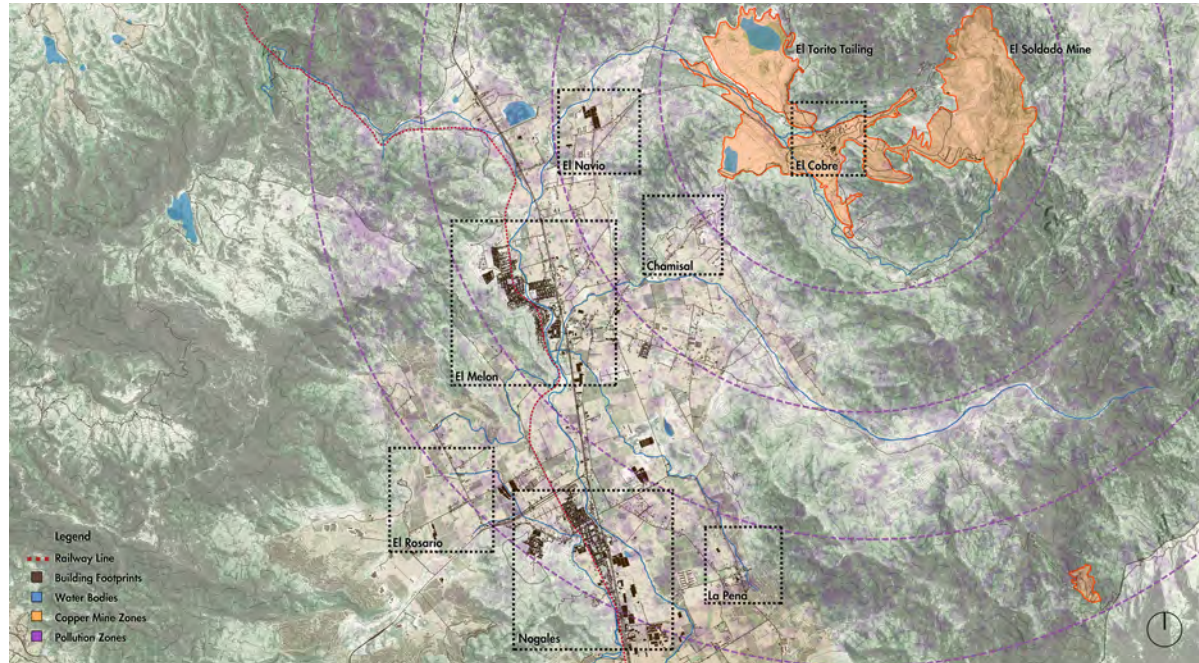 El Torito Tailing
El Soldado Mine
El Navio
El Cobre
Chamisal
El Melon
El Rosario
La Pena
Nogales
Legend
Railway Line
Building Footprints
Water Bodies
Copper Mine Zones
Pollution Zones